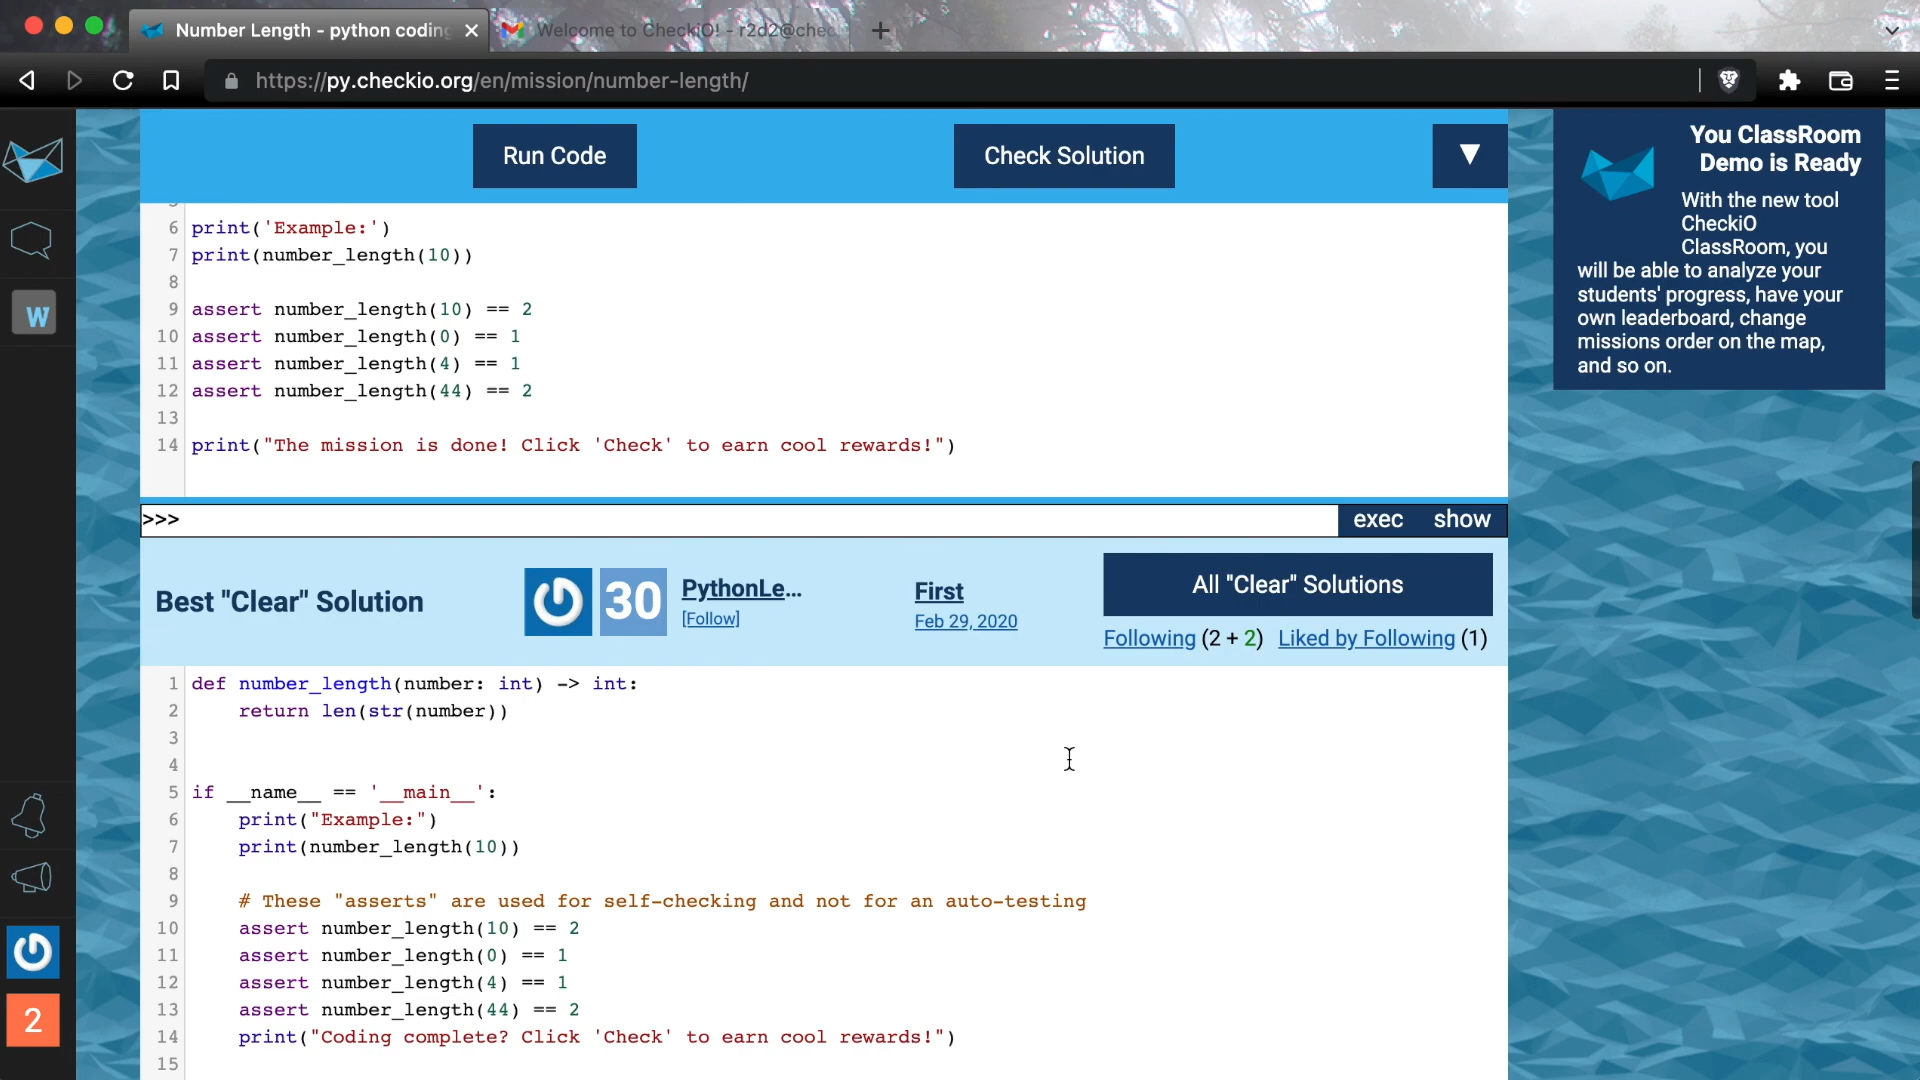 Number Length - python coding
Welcome to CheckiO! - r2d2@chec
https://py.checkio.org/en/mission/number-length/
Run Code
Check Solution
▼
You ClassRoom
Demo is Ready
With the new tool
CheckiO
ClassRoom, you
will be able to analyze your
students' progress, have your
own leaderboard, change
missions order on the map,
and so on.
W
6 print('Example:')
7 print(number_length(10))
8
9 assert number_length(10) == 2
10 assert number_length(0) == 1
11 assert number_length(4) == 1
12 assert number_length(44) == 2
13
14 print("The mission is done! Click 'Check' to earn cool rewards!")
>>>
exec show
Best "Clear" Solution
30
PythonLe...
[Follow]
First
Feb 29, 2020
All "Clear" Solutions
Following (2 + 2) Liked by Following (1)
1 def number_length(number: int) -> int:
2     return len(str(number))
3
4
5 if __name__ == '__main__':
6     print("Example:")
7     print(number_length(10))
8
9     # These "asserts" are used for self-checking and not for an auto-testing
10     assert number_length(10) == 2
11     assert number_length(0) == 1
12     assert number_length(4) == 1
13     assert number_length(44) == 2
14     print("Coding complete? Click 'Check' to earn cool rewards!")
15
2